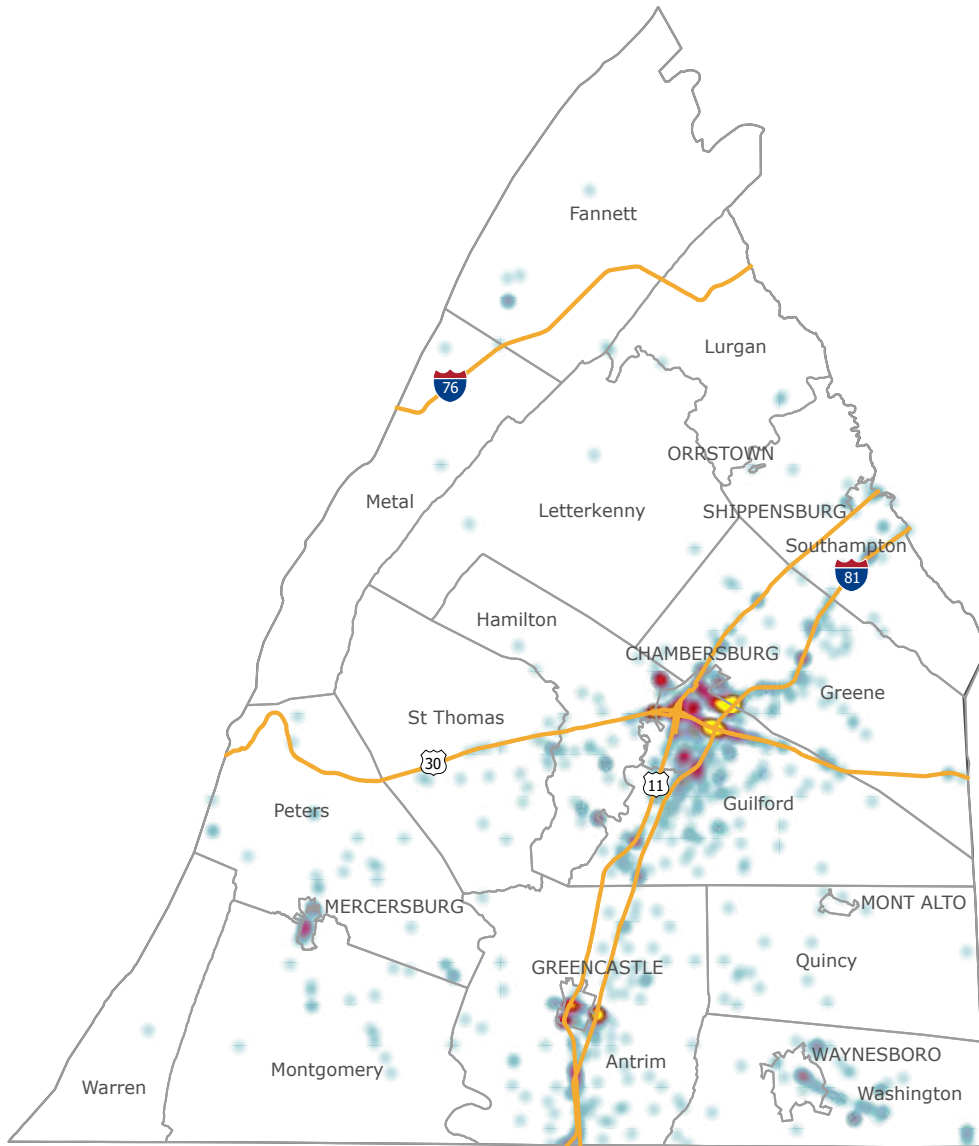 Fannett
Lurgan
76
ORRSTOWN
Metal
Letterkenny
SHIPPENSBURG
Southampton
81
Hamilton
CHAMBERSBURG
Greene
St Thomas
30
11
Guilford
Peters
MERCERSBURG
MONT ALTO
Quincy
GREENCASTLE
WAYNESBORO
Antrim
Montgomery
Warren
Washington